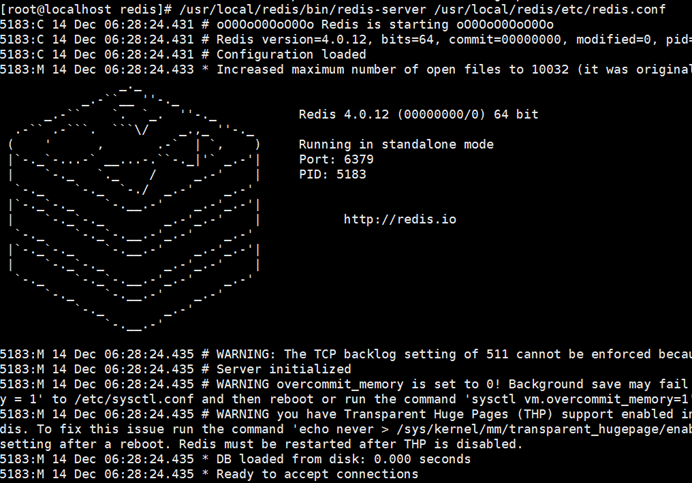 [root@localhost redis]# /usr/local/redis/bin/redis-server /usr/local/redis/etc/redis.conf
5183:C 14 Dec 06:28:24.431 # oO0OoO0OoO0Oo Redis is starting oO0OoO0OoO0Oo
5183:C 14 Dec 06:28:24.431 # Redis version=4.0.12, bits=64, commit=00000000, modified=0, pid=
5183:C 14 Dec 06:28:24.431 # Configuration loaded
5183:M 14 Dec 06:28:24.433 * Increased maximum number of open files to 10032 (it was original
Redis 4.0.12 (00000000/0) 64 bit
Running in standalone mode
Port: 6379
PID: 5183
http://redis.io
5183:M 14 Dec 06:28:24.435 # WARNING: The TCP backlog setting of 511 cannot be enforced becau
5183:M 14 Dec 06:28:24.435 # Server initialized
5183:M 14 Dec 06:28:24.435 # WARNING overcommit_memory is set to 0! Background save may fail
y = 1' to /etc/sysctl.conf and then reboot or run the command 'sysctl vm.overcommit_memory=1'
5183:M 14 Dec 06:28:24.435 # WARNING you have Transparent Huge Pages (THP) support enabled in
dis. To fix this issue run the command 'echo never > /sys/kernel/mm/transparent_hugepage/enab
setting after a reboot. Redis must be restarted after THP is disabled.
5183:M 14 Dec 06:28:24.435 * DB loaded from disk: 0.000 seconds
5183:M 14 Dec 06:28:24.435 * Ready to accept connections